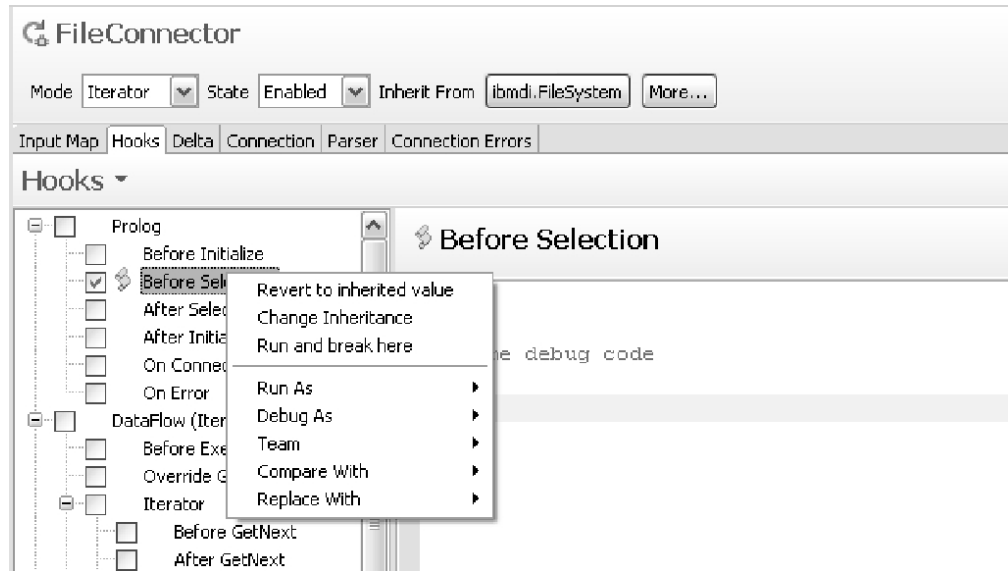 FileConnector
Mode Iterator State Enabled Inherit From ibmdi.FileSystem More...
Input Map Hooks Delta Connection Parser Connection Errors
Hooks
Prolog
Before Initialize
Before Sel
After Selec
After Initia
On Connec
On Error
DataFlow (Iter
Before Exe
Override G
Iterator
Before GetNext
After GetNext
Revert to inherited value
Change Inheritance
Run and break here
Run As
Debug As
Team
Compare With
Replace With
Before Selection
debug code